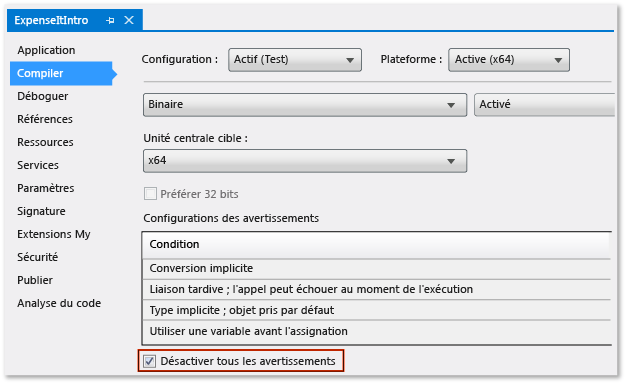 ExpenseItIntro
Application
Compiler
Déboguer
Références
Ressources
Services
Paramètres
Signature
Extensions My
Sécurité
Publier
Analyse du code
Configuration : Actif (Test) Plateforme : Active (x64)
Binaire Activé
Unité centrale cible :
x64
Préférer 32 bits
Configurations des avertissements
Condition
Conversion implicite
Liaison tardive ; l'appel peut échouer au moment de l'exécution
Type implicite ; objet pris par défaut
Utiliser une variable avant l'assignation
Désactiver tous les avertissements